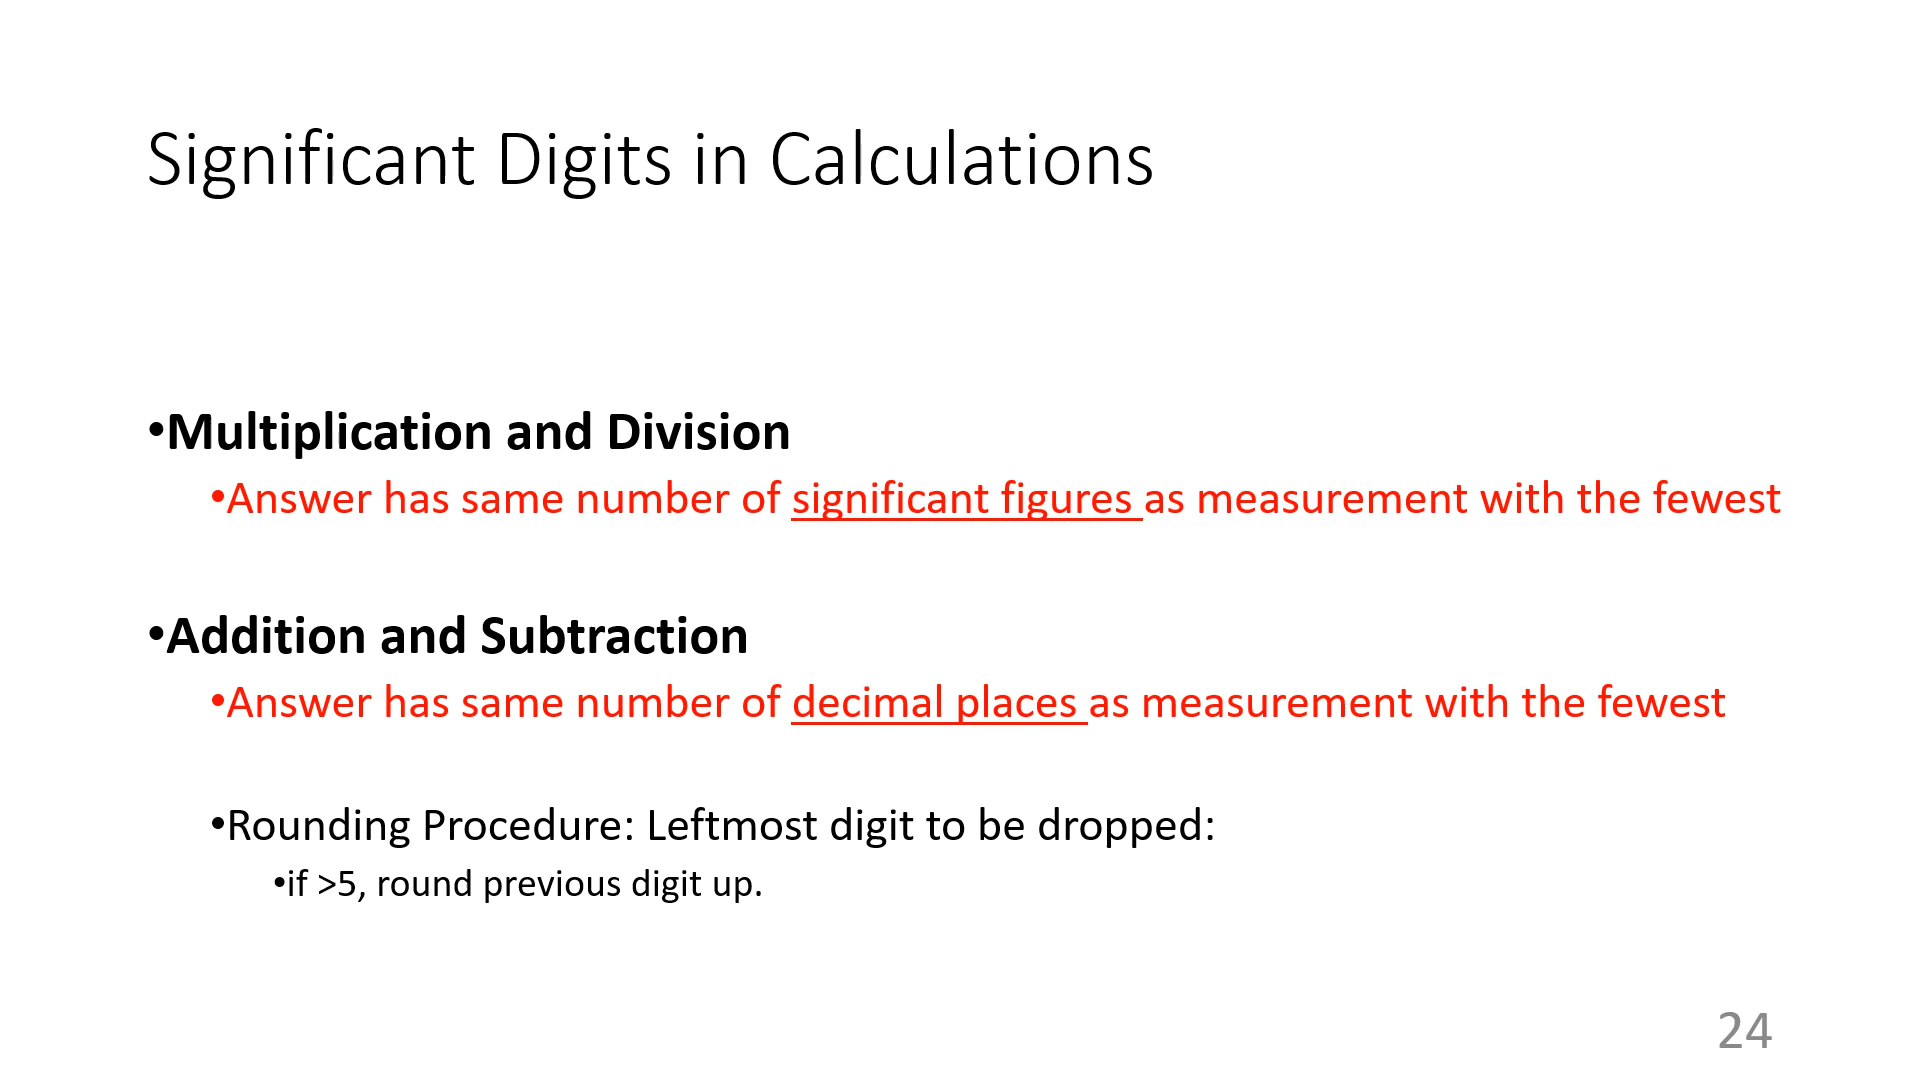 Significant Digits in Calculations
•Multiplication and Division
•Answer has same number of significant figures as measurement with the fewest
•Addition and Subtraction
•Answer has same number of decimal places as measurement with the fewest
•Rounding Procedure: Leftmost digit to be dropped:
•if >5, round previous digit up.
24